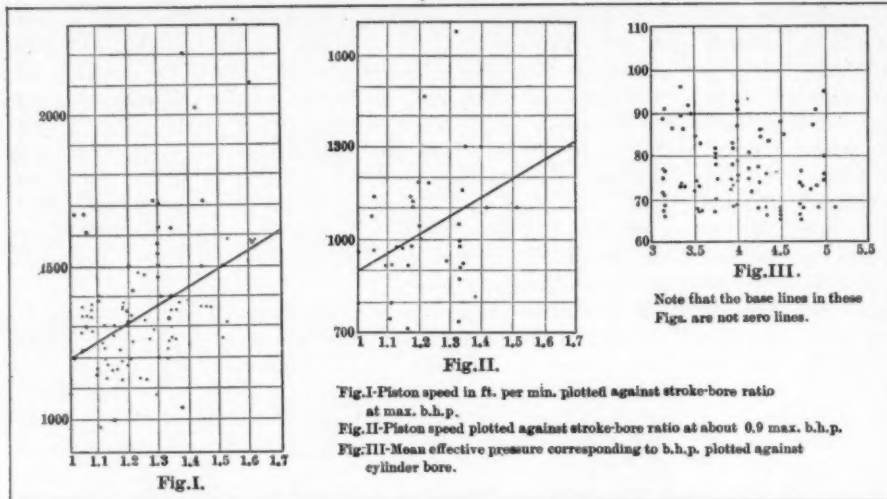 2000
1500
1000
1 1.1 1.2 1.3 1.4 1.5 1.6 1.7
Fig.I.
1600
1300
1000
700
1 1.1 1.2 1.3 1.4 1.5 1.6 1.7
Fig.II.
110
100
90
80
70
60
3 3.5 4 4.5 5 5.5
Fig.III.
Note that the base lines in these
Figs. are not zero lines.
Fig.I-Piston speed in ft. per min. plotted against stroke-bore ratio
at max. b.h.p.
Fig.II-Piston speed plotted against stroke-bore ratio at about 0.9 max. b.h.p.
Fig.III-Mean effective pressure corresponding to b.h.p. plotted against
cylinder bore.